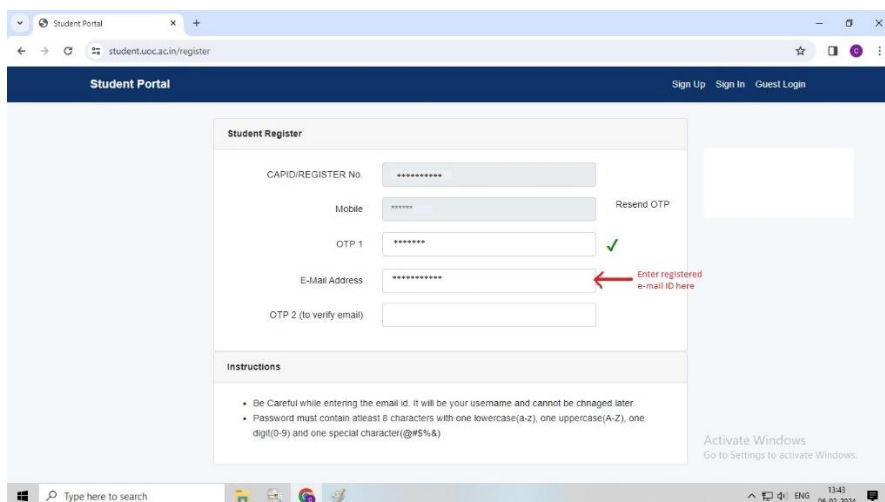 Student Portal
student.uoc.ac.in/register
Student Portal
Sign Up Sign In Guest Login
Student Register
CAPID/REGISTER No. **********
Mobile ******
Resend OTP
OTP 1 *******
E-Mail Address ***********
Enter registered
e-mail ID here
OTP 2 (to verify email)
Instructions
• Be Careful while entering the email id. It will be your username and cannot be chnaged later
• Password must contain atleast 8 characters with one lowercase(a-z), one uppercase(A-Z), one
digit(0-9) and one special character(@#$%&)
Activate Windows
Go to Settings to activate Windows.
Type here to search
ENG
13:43
06-02-2024